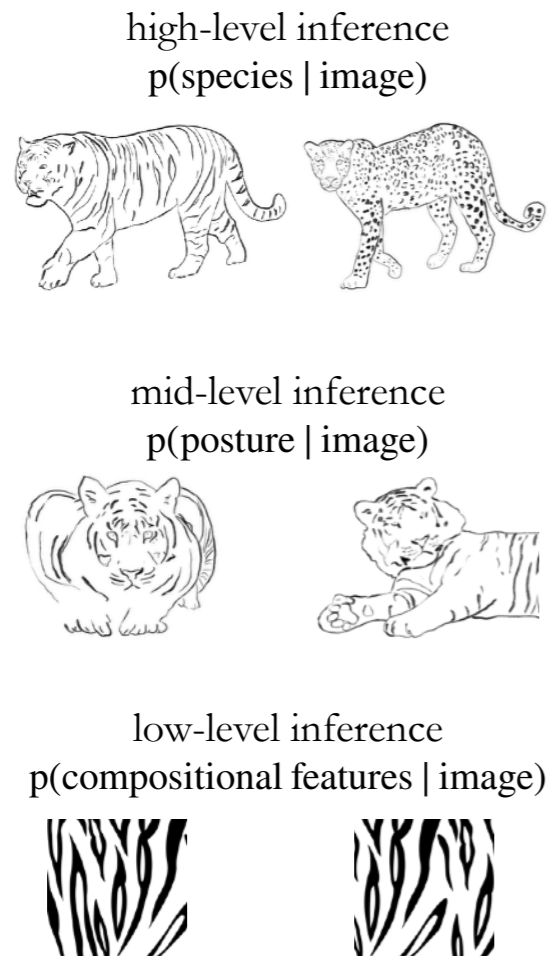 high-level inference
p(species | image)
mid-level inference
p(posture | image)
low-level inference
p(compositional features | image)